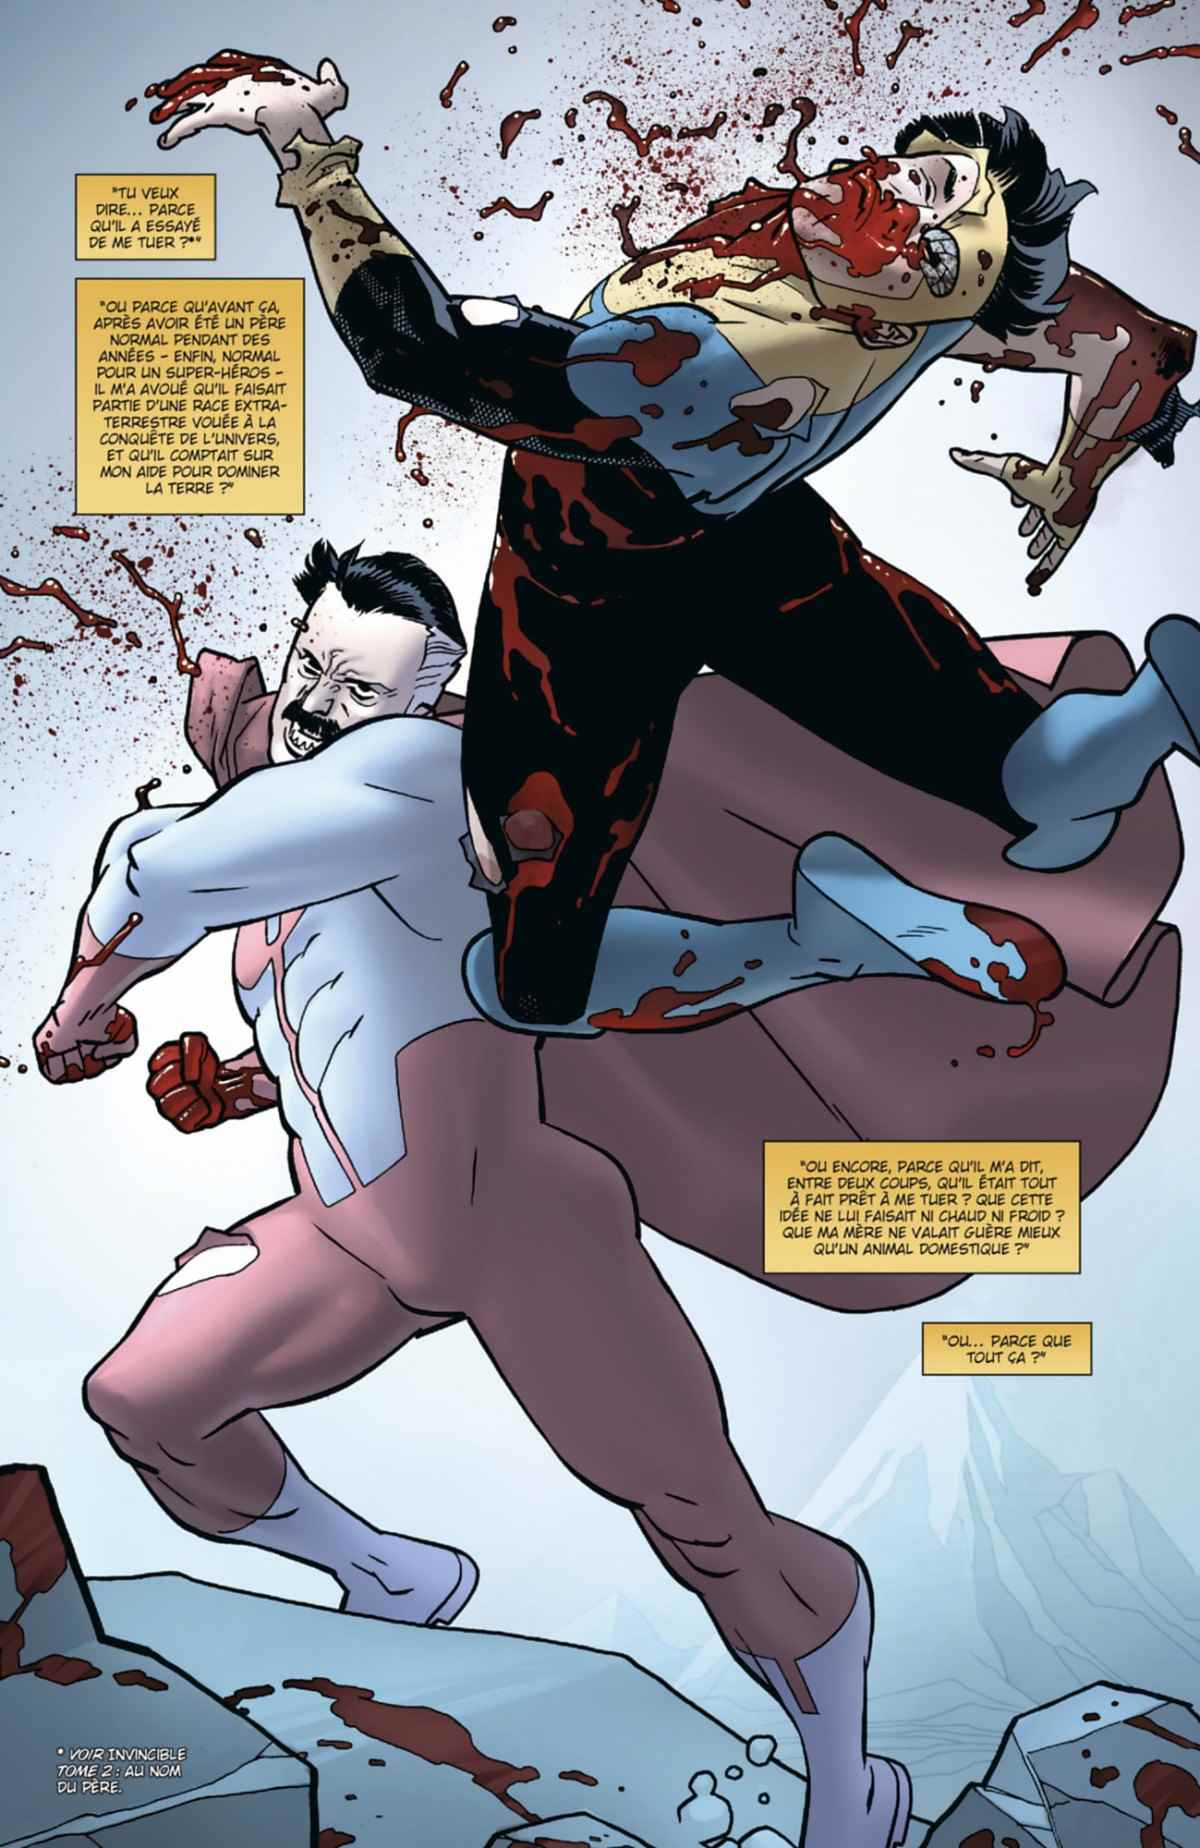 "TU VEUX
DIRE... PARCE
QU'IL A ESSAYÉ
DE ME TUER ?*"
"OU PARCE QU'AVANT ÇA,
APRÈS AVOIR ÉTÉ UN PÈRE
NORMAL PENDANT DES
ANNÉES - ENFIN, NORMAL
POUR UN SUPER-HÉROS -
IL M'A AVOUÉ QU'IL FAISAIT
PARTIE D'UNE RACE EXTRA-
TERRESTRE VOUÉE À LA
CONQUÊTE DE L'UNIVERS,
ET QU'IL COMPTAIT SUR
MON AIDE POUR DOMINER
LA TERRE ?"
"OU ENCORE, PARCE QU'IL M'A DIT,
ENTRE DEUX COUPS, QU'IL ÉTAIT TOUT
À FAIT PRÊT À ME TUER ? QUE CETTE
IDÉE NE LUI FAISAIT NI CHAUD NI FROID ?
QUE MA MÈRE NE VALAIT GUÈRE MIEUX
QU'UN ANIMAL DOMESTIQUE ?"
"OU... PARCE QUE
TOUT ÇA ?"
* VOIR INVINCIBLE
TOME 2 : AU NOM
DU PÈRE.